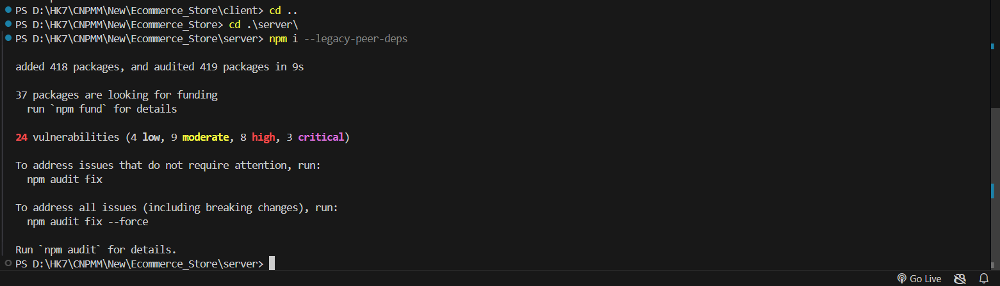 PS D:\HK7\CNPMM\New\Ecommerce_Store\client> cd ..
PS D:\HK7\CNPMM\New\Ecommerce_Store> cd .\server\
PS D:\HK7\CNPMM\New\Ecommerce_Store\server> npm i --legacy-peer-deps
added 418 packages, and audited 419 packages in 9s
37 packages are looking for funding
run `npm fund` for details
24 vulnerabilities (4 low, 9 moderate, 8 high, 3 critical)
To address issues that do not require attention, run:
npm audit fix
To address all issues (including breaking changes), run:
npm audit fix --force
Run `npm audit` for details.
PS D:\HK7\CNPMM\New\Ecommerce_Store\server>
Go Live